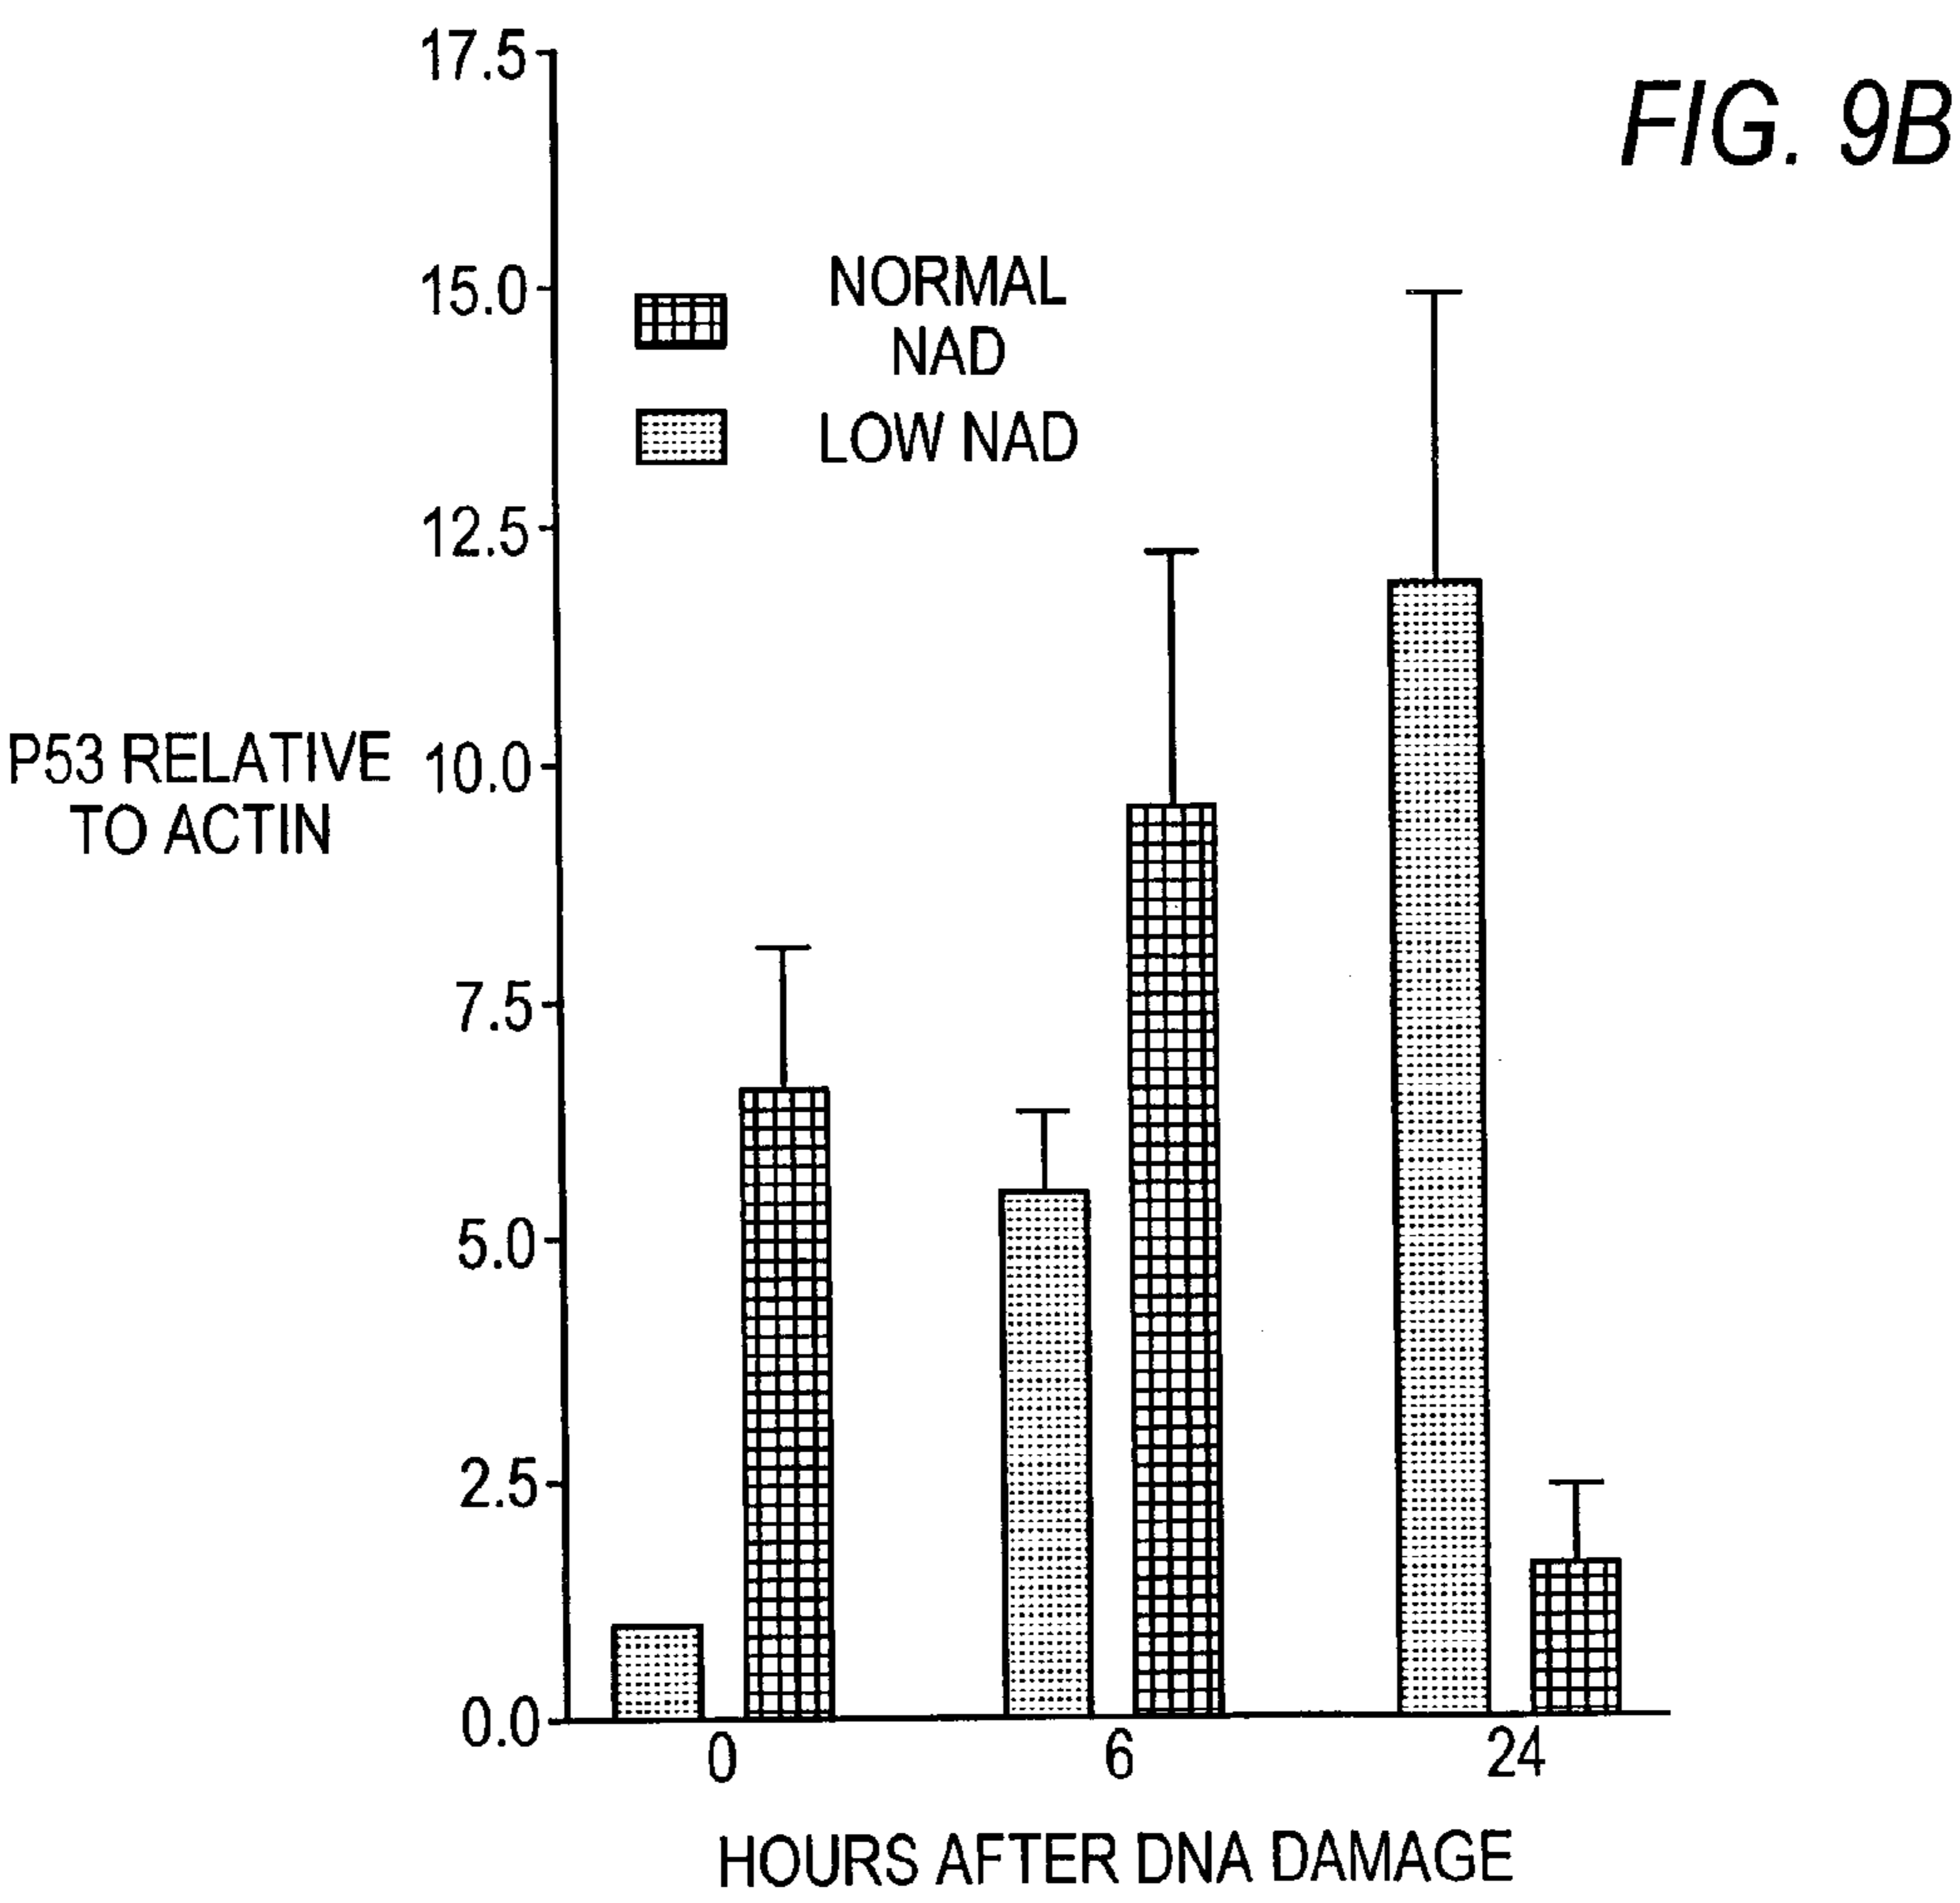 FIG. 9B
17.5
15.0
12.5
10.0
7.5
5.0
2.5
0.0
NORMAL
NAD
LOW NAD
P53 RELATIVE
TO ACTIN
0
6
24
HOURS AFTER DNA DAMAGE